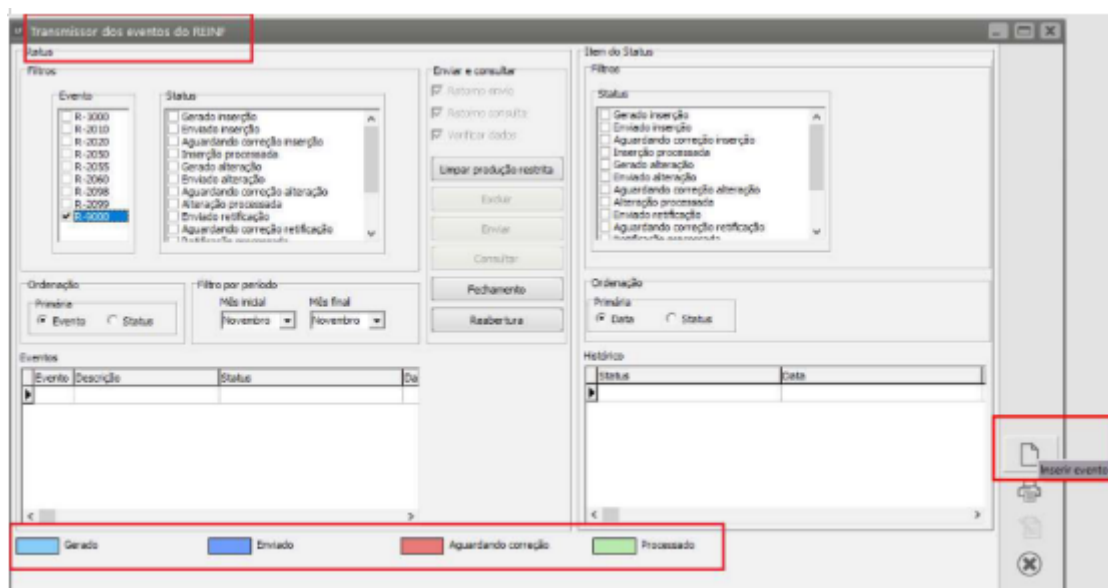 Transmissor dos eventos do REINF
Status
Filtros
Evento
R-1000
R-2010
R-2020
R-2030
R-2055
R-2060
R-2098
R-2099
R-9000
Status
Gerado inserção
Enviado inserção
Aguardando correção inserção
Inserção processada
Gerado alteração
Enviado alteração
Aguardando correção alteração
Alteração processada
Enviado retificação
Aguardando correção retificação
Retificação processada
Ordenação
Primária
Evento
Status
Filtro por período
Mês inicial
Mês final
Novembro
Novembro
Enviar e consultar
Retorno envio
Retorno consulta
Verificar dados
Limpar produção restrita
Excluir
Enviar
Consultar
Fechamento
Reabertura
Eventos
Evento Descrição Status Da
Item do Status
Filtros
Status
Gerado inserção
Enviado inserção
Aguardando correção inserção
Inserção processada
Gerado alteração
Enviado alteração
Aguardando correção alteração
Alteração processada
Enviado retificação
Aguardando correção retificação
Retificação processada
Ordenação
Primária
Data
Status
Histórico
Status Data
Inserir evento
Gerado
Enviado
Aguardando correção
Processado